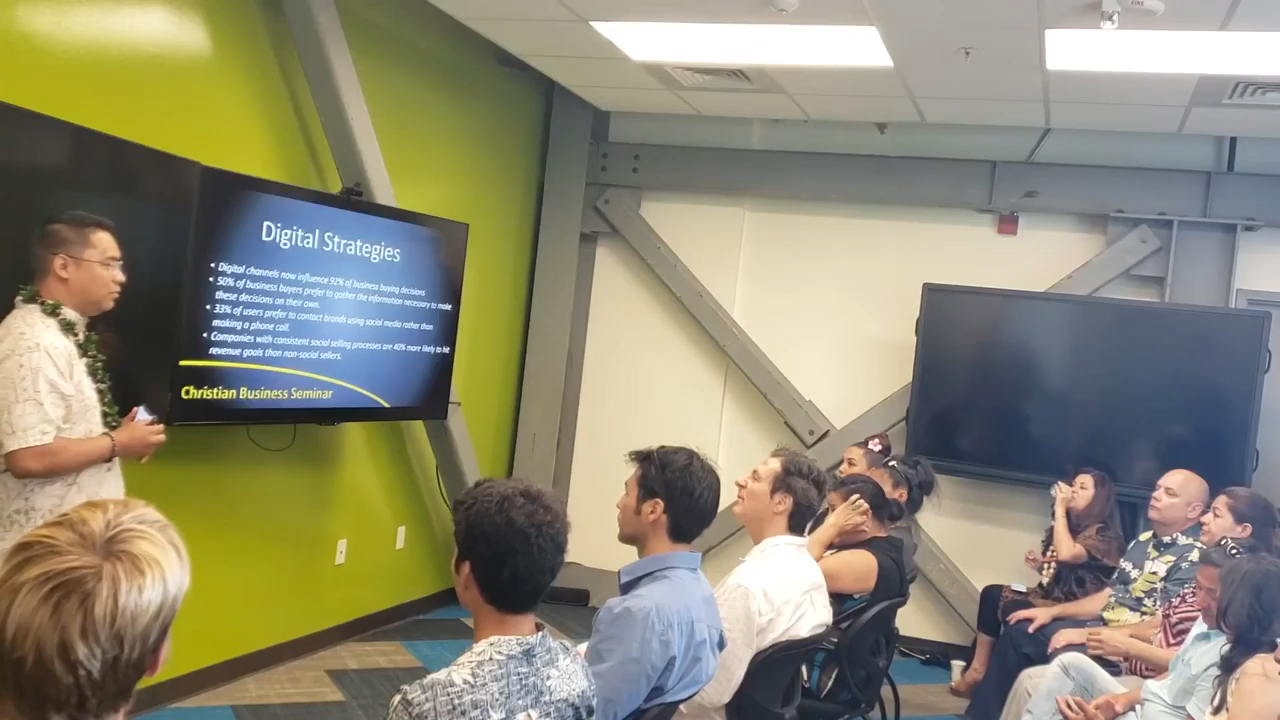 Digital Strategies
• Digital channels now influence 92% of business buying decisions
• 50% of business buyers prefer to gather the information necessary to make
these decisions on their own.
• 33% of users prefer to contact brands using social media rather than
making a phone call.
• Companies with consistent social selling processes are 40% more likely to hit
revenue goals than non-social sellers.
Christian Business Seminar
FIRE